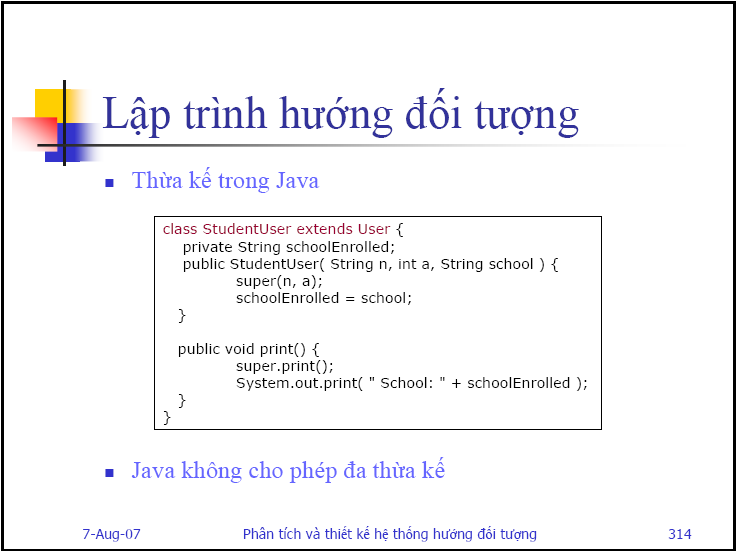 Lập trình hướng đối tượng
Thừa kế trong Java
class StudentUser extends User {
private String schoolEnrolled;
public StudentUser( String n, int a, String school ) {
super(n, a);
schoolEnrolled = school;
}
public void print() {
super.print();
System.out.print( " School: " + schoolEnrolled );
}
}
Java không cho phép đa thừa kế
7-Aug-07 Phân tích và thiết kế hệ thống hướng đối tượng 314